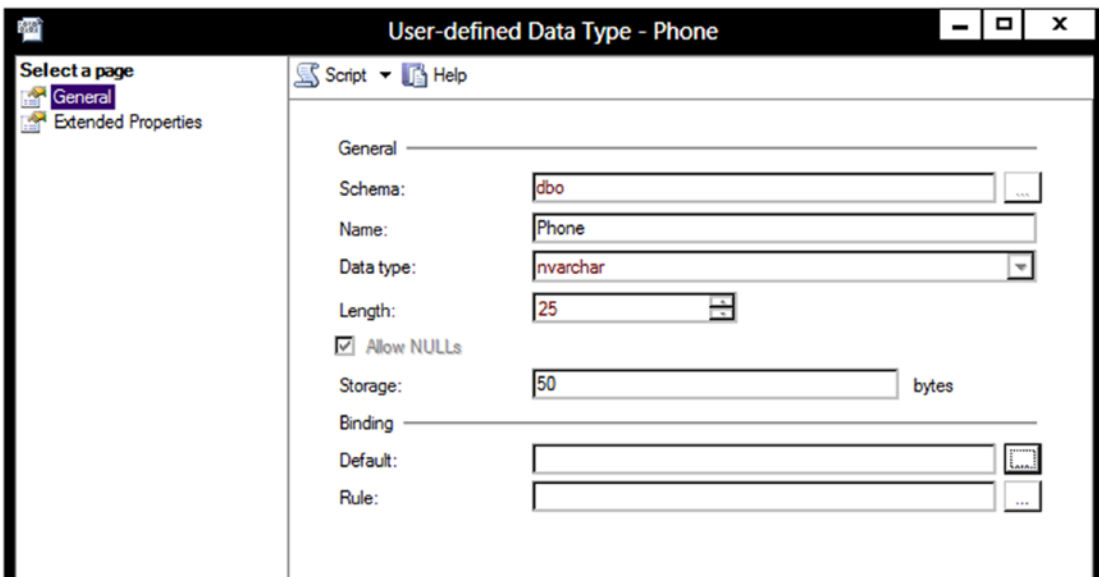 User-defined Data Type - Phone
Select a page
General
Extended Properties
Script Help
General
Schema: dbo ...
Name: Phone
Data type: nvarchar
Length: 25
Allow NULLs
Storage: 50 bytes
Binding
Default: ...
Rule: ...